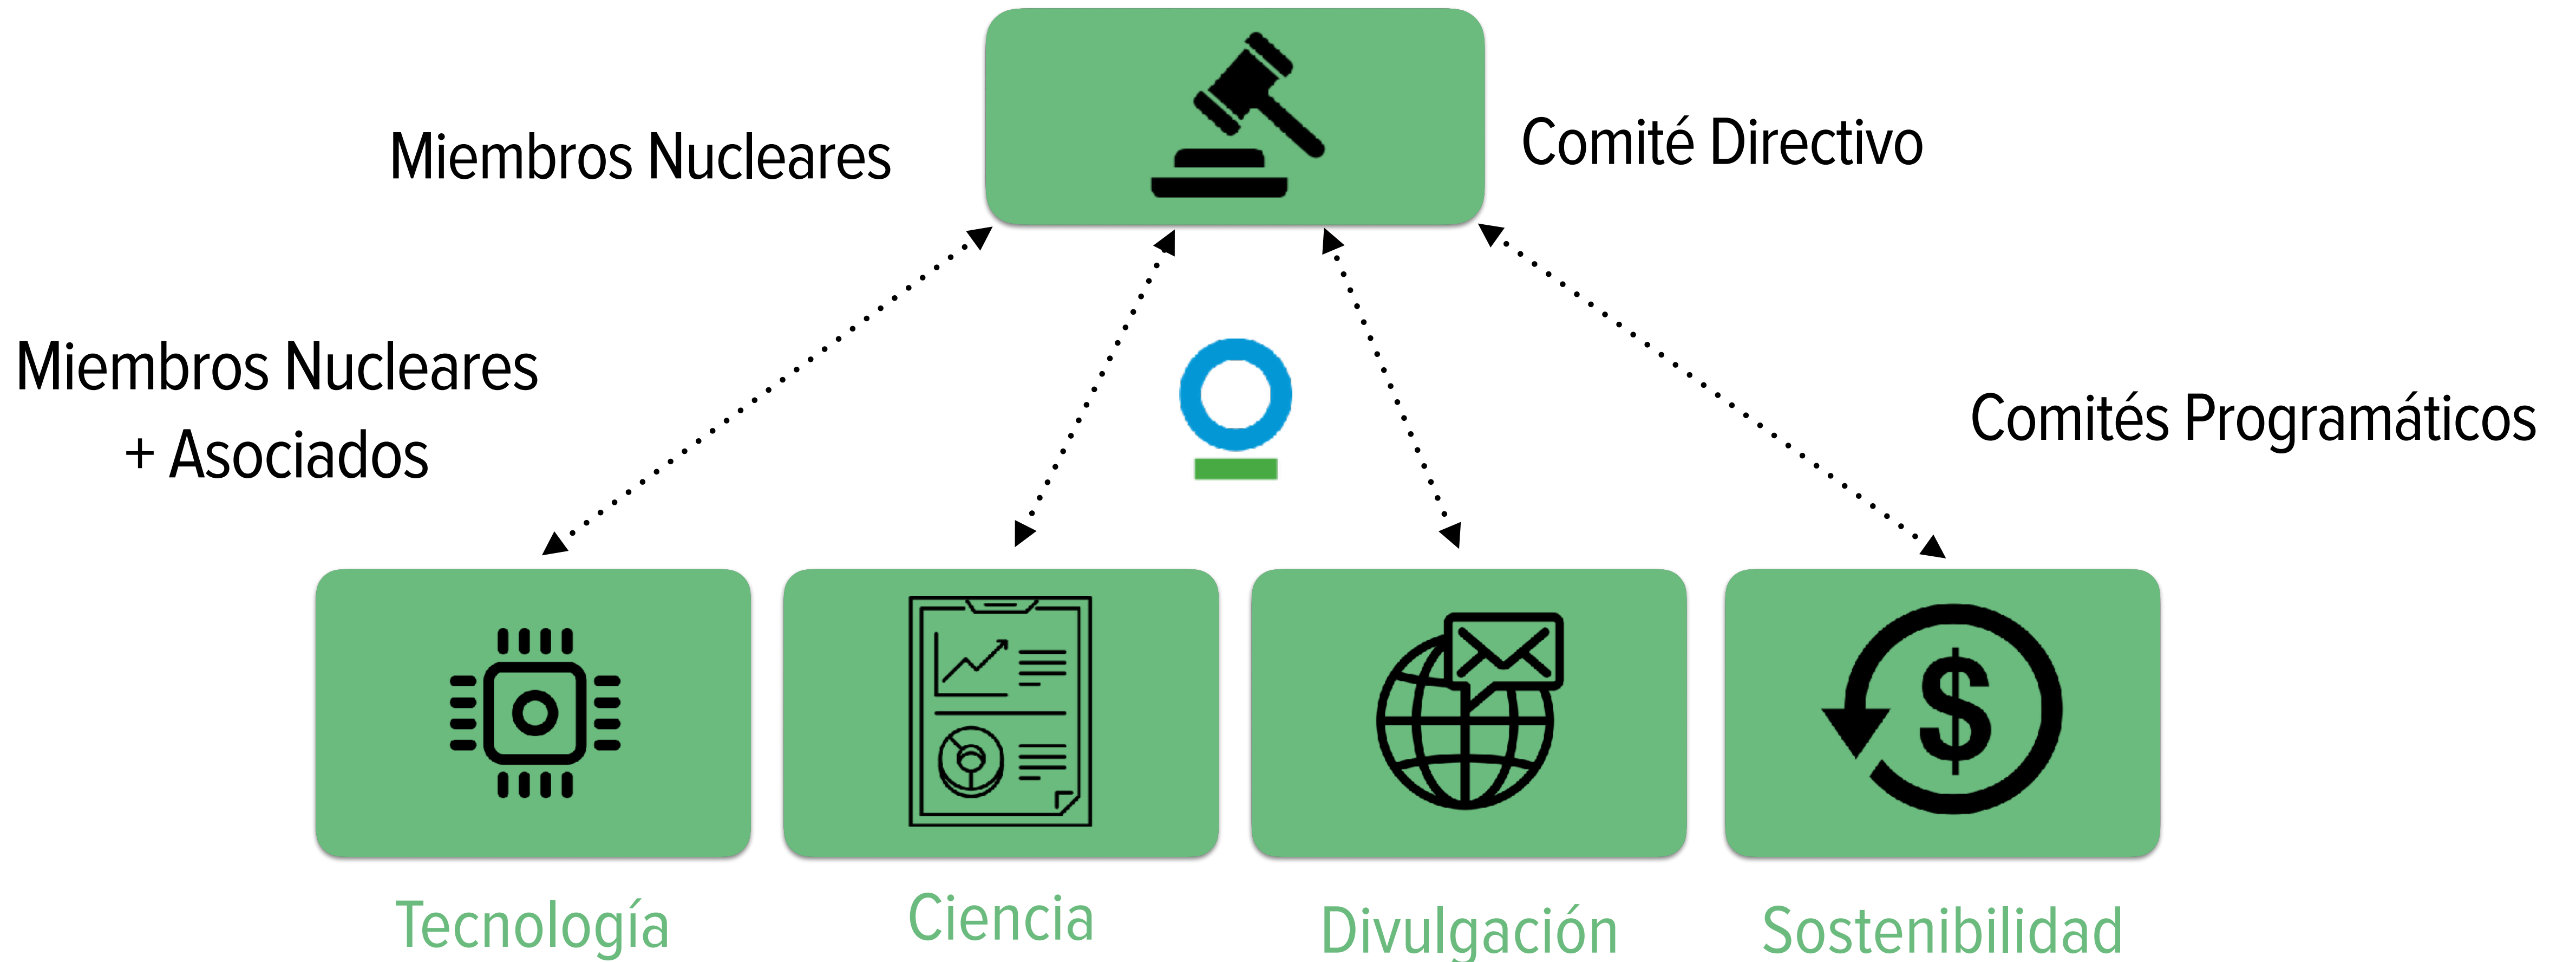 Miembros Nucleares
Comité Directivo
Miembros Nucleares
+ Asociados
Comités Programáticos
$
Tecnología
Ciencia
Divulgación
Sostenibilidad